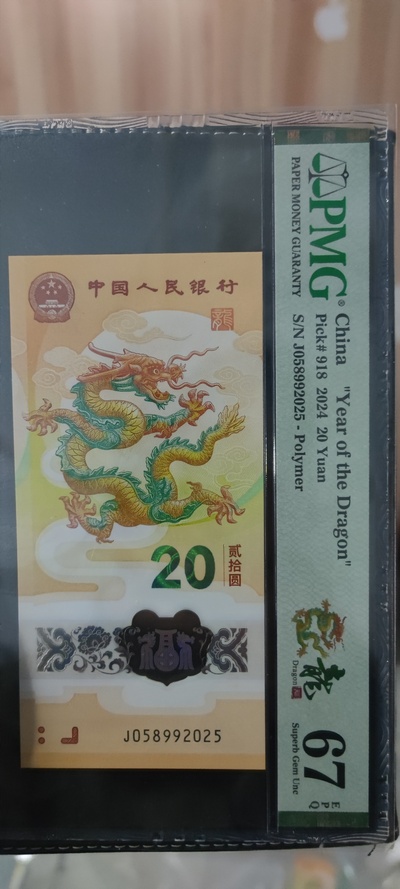 中国人民银行
20
贰拾圆
J058992025
PMG
®
PAPER MONEY GUARANTY
China "Year of the Dragon"
Pick# 918 2024 20 Yuan
S/N J058992025 - Polymer
龍
Dragon
67
EPQ
Superb Gem Unc